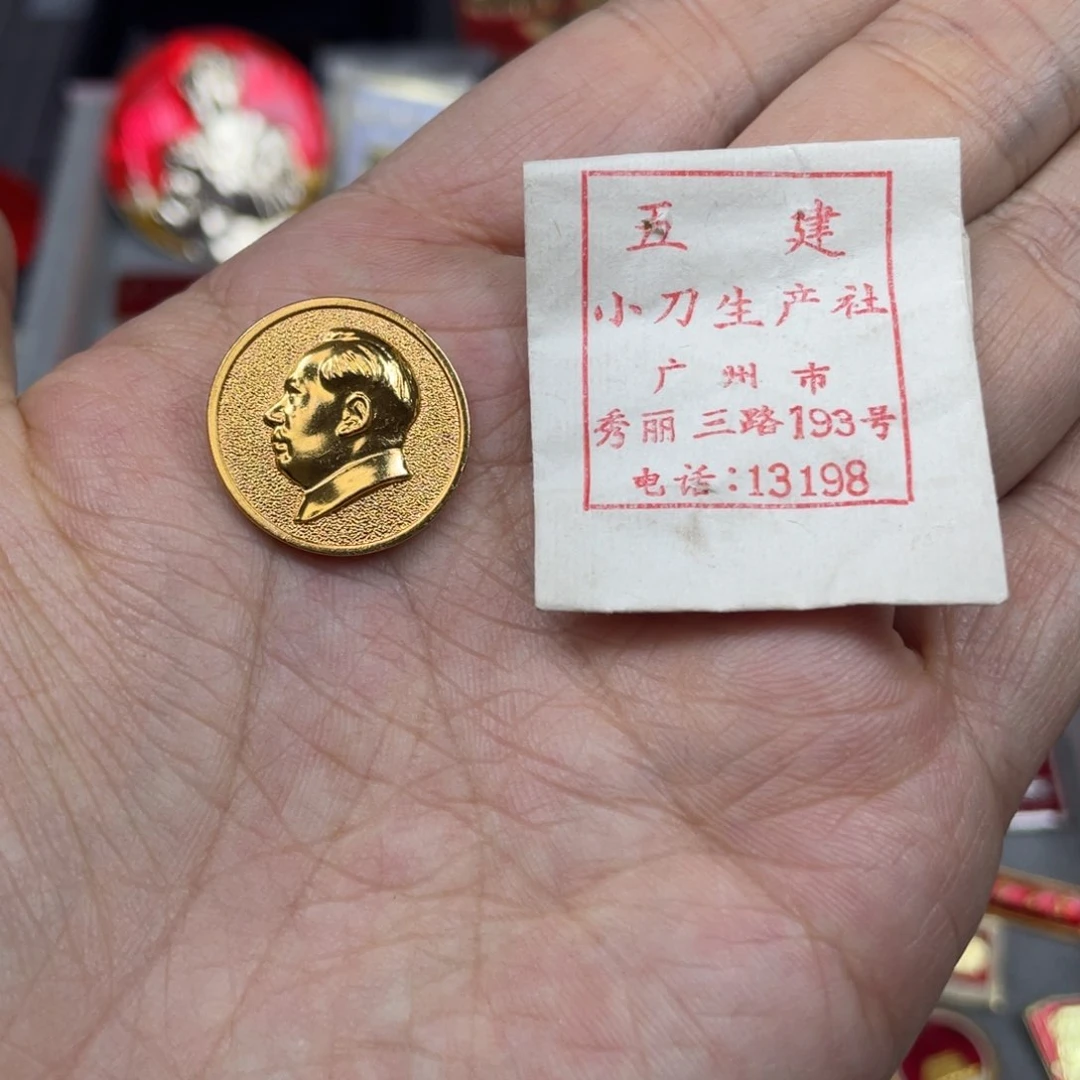 五 建
小刀生产社
广州市
秀丽三路193号
电话:13198